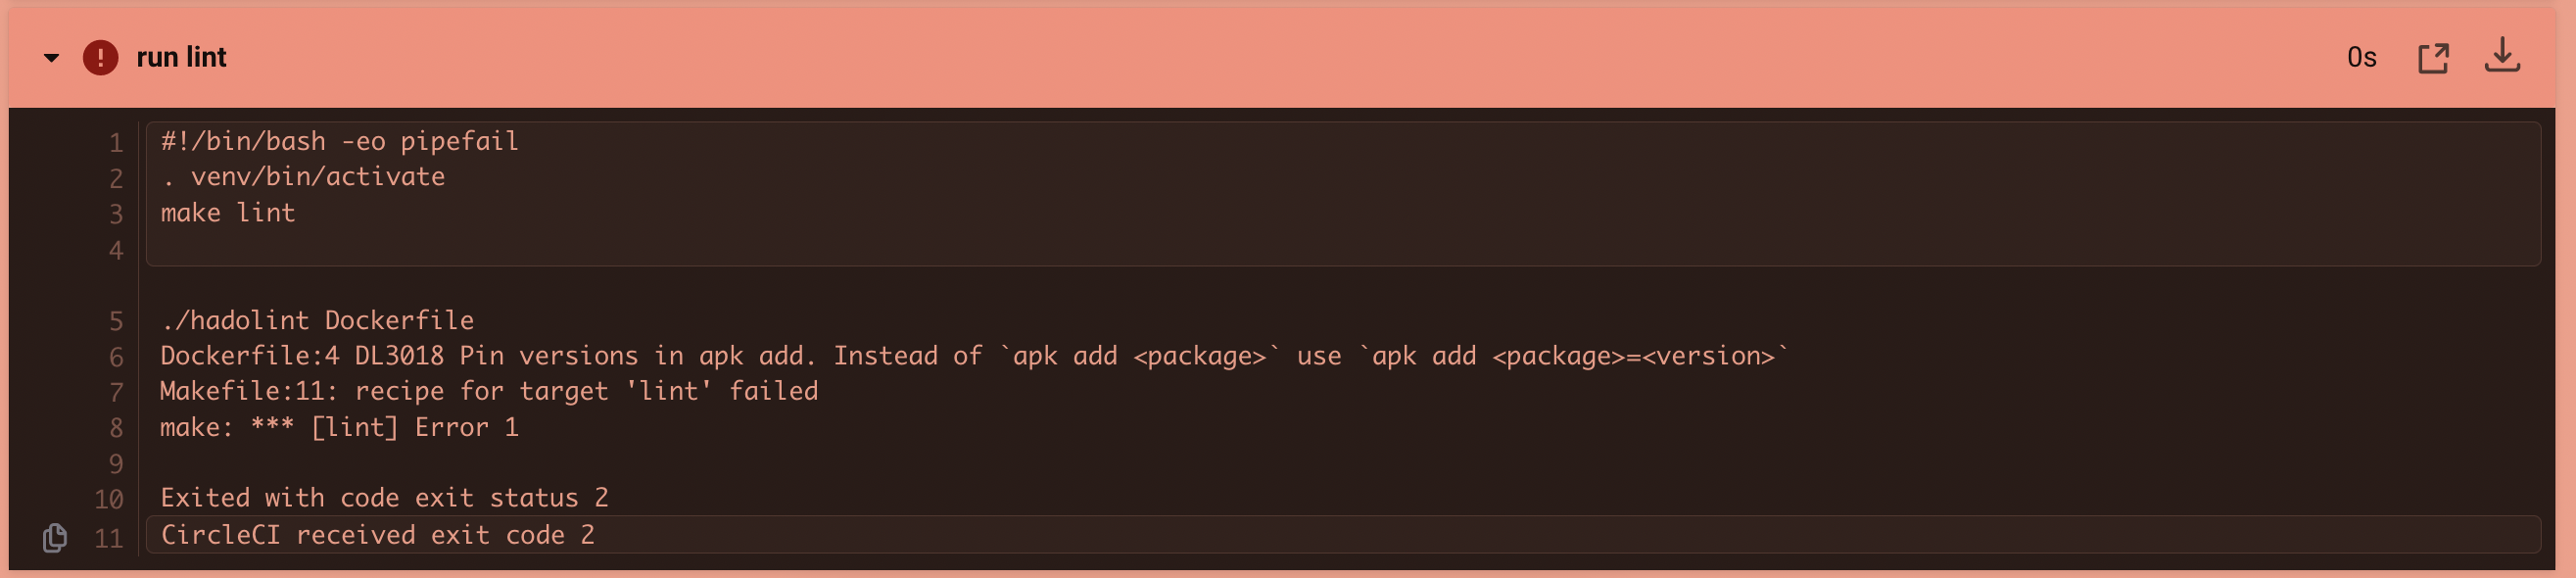 run lint 0s
1 #!/bin/bash -eo pipefail
2 . venv/bin/activate
3 make lint
4
5 ./hadolint Dockerfile
6 Dockerfile:4 DL3018 Pin versions in apk add. Instead of `apk add <package>` use `apk add <package>=<version>`
7 Makefile:11: recipe for target 'lint' failed
8 make: *** [lint] Error 1
9
10 Exited with code exit status 2
11 CircleCI received exit code 2